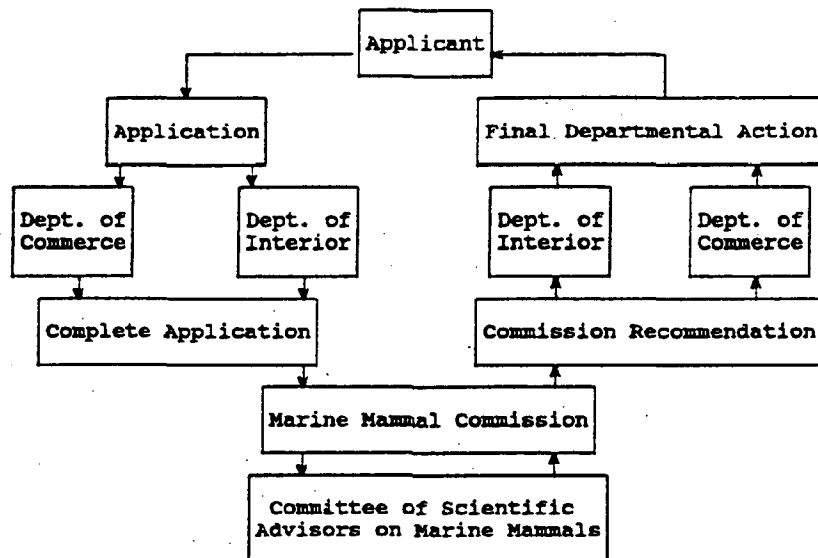 Applicant
Application
Final Departmental Action
Dept. of
Commerce
Dept. of
Interior
Dept. of
Interior
Dept. of
Commerce
Complete Application
Commission Recommendation
Marine Mammal Commission
Committee of Scientific
Advisors on Marine Mammals